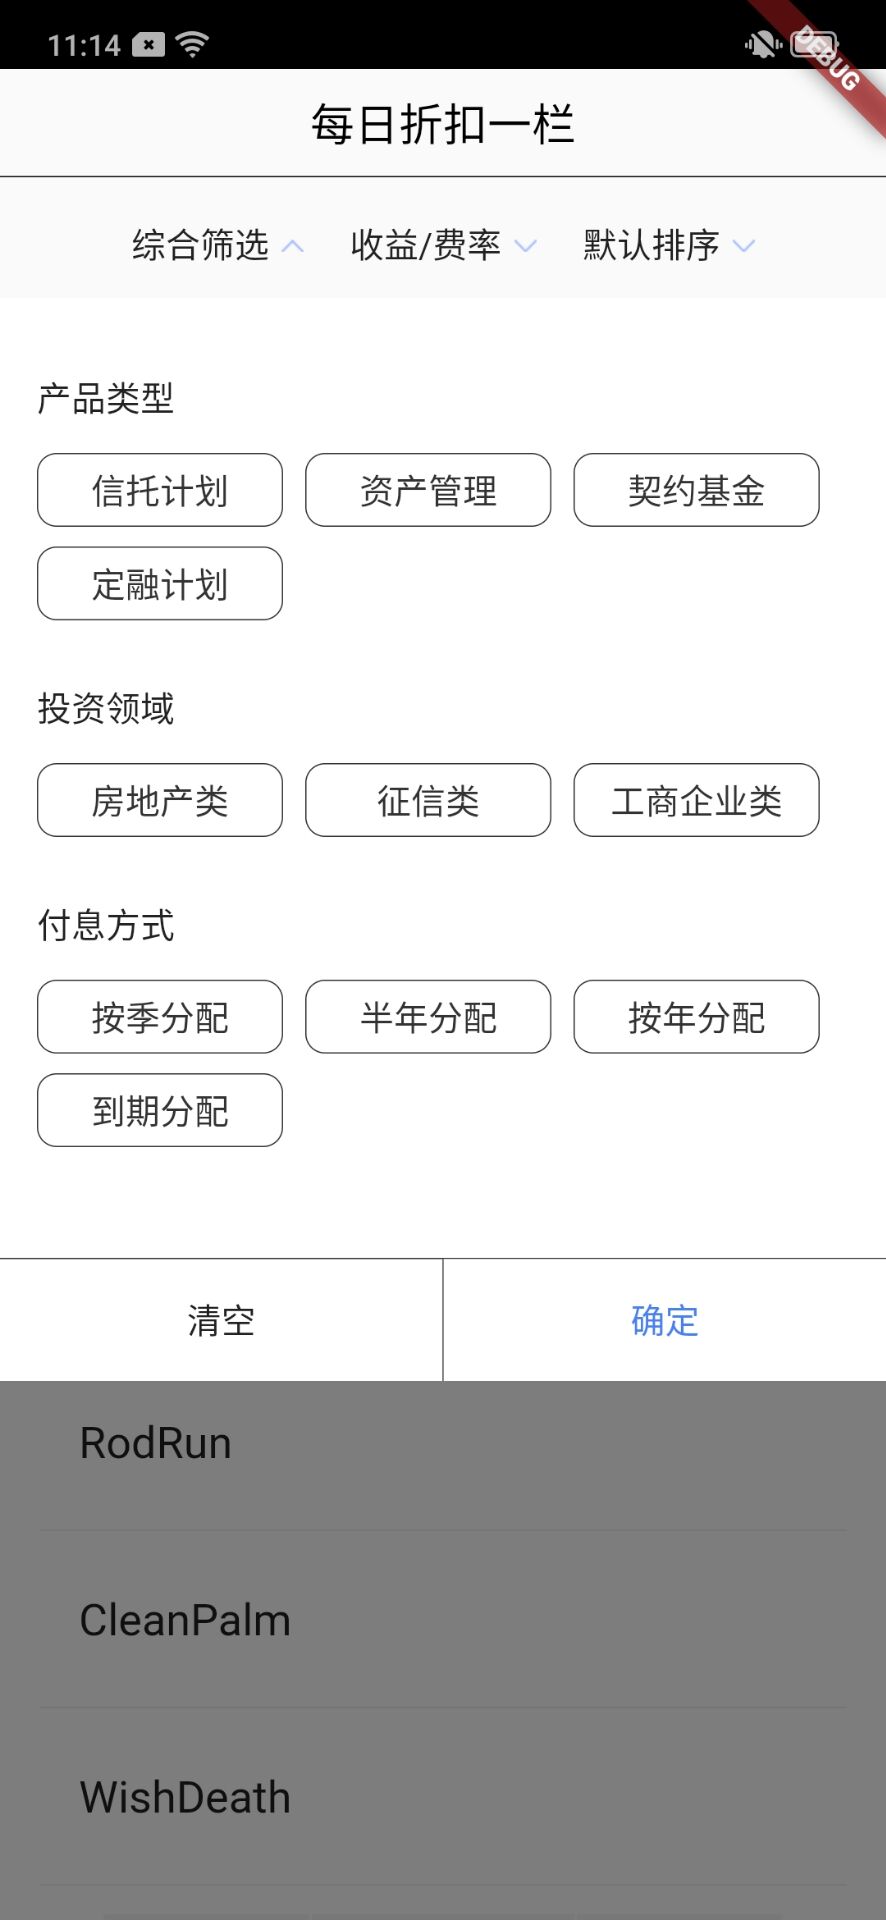 11:14
DEBUG
每日折扣一栏
综合筛选 收益/费率 默认排序
产品类型
信托计划 资产管理 契约基金
定融计划
投资领域
房地产类 征信类 工商企业类
付息方式
按季分配 半年分配 按年分配
到期分配
清空 确定
RodRun
CleanPalm
WishDeath